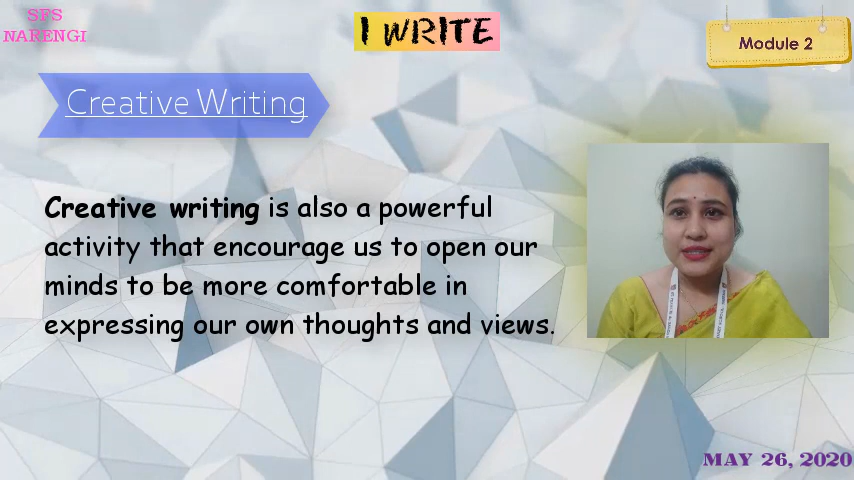 SFS
NARENGI
I WRITE
Module 2
Creative Writing
Creative writing is also a powerful
activity that encourage us to open our
minds to be more comfortable in
expressing our own thoughts and views.
MAY 26, 2020